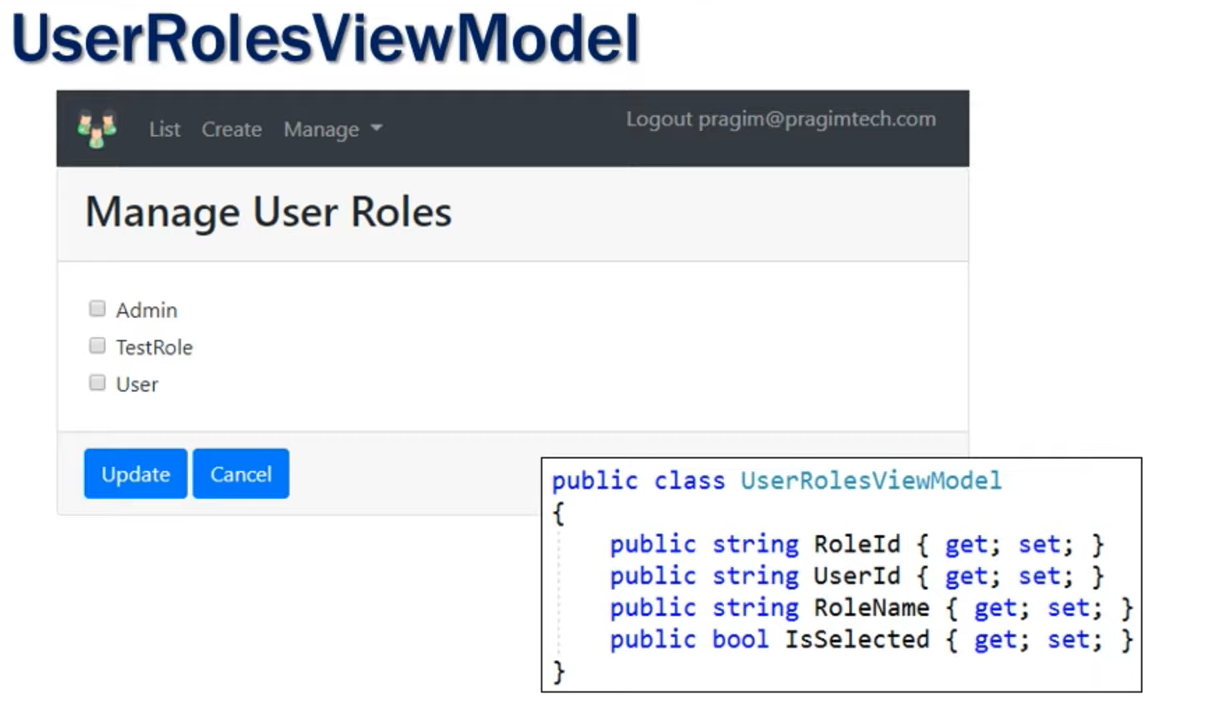 UserRolesViewModel
List Create Manage Logout pragim@pragimtech.com
Manage User Roles
Admin
TestRole
User
Update Cancel
public class UserRolesViewModel
{
public string RoleId { get; set; }
public string UserId { get; set; }
public string RoleName { get; set; }
public bool IsSelected { get; set; }
}